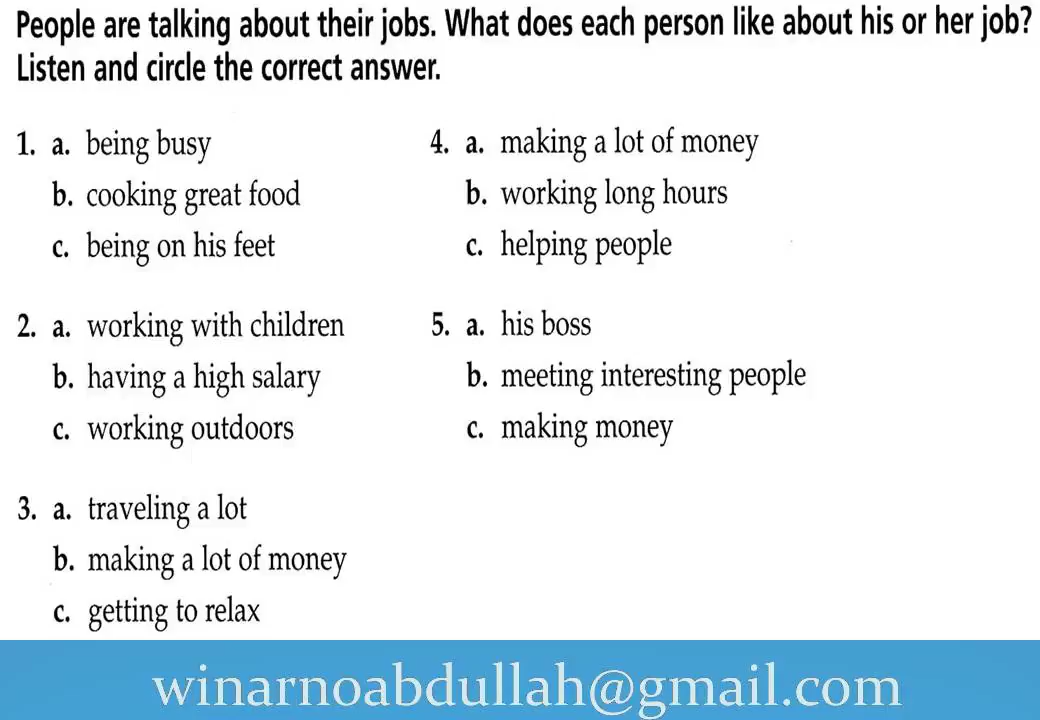 People are talking about their jobs. What does each person like about his or her job?
Listen and circle the correct answer.
1. a. being busy
b. cooking great food
c. being on his feet
2. a. working with children
b. having a high salary
c. working outdoors
3. a. traveling a lot
b. making a lot of money
c. getting to relax
4. a. making a lot of money
b. working long hours
c. helping people
5. a. his boss
b. meeting interesting people
c. making money
winarnoabdullah@gmail.com